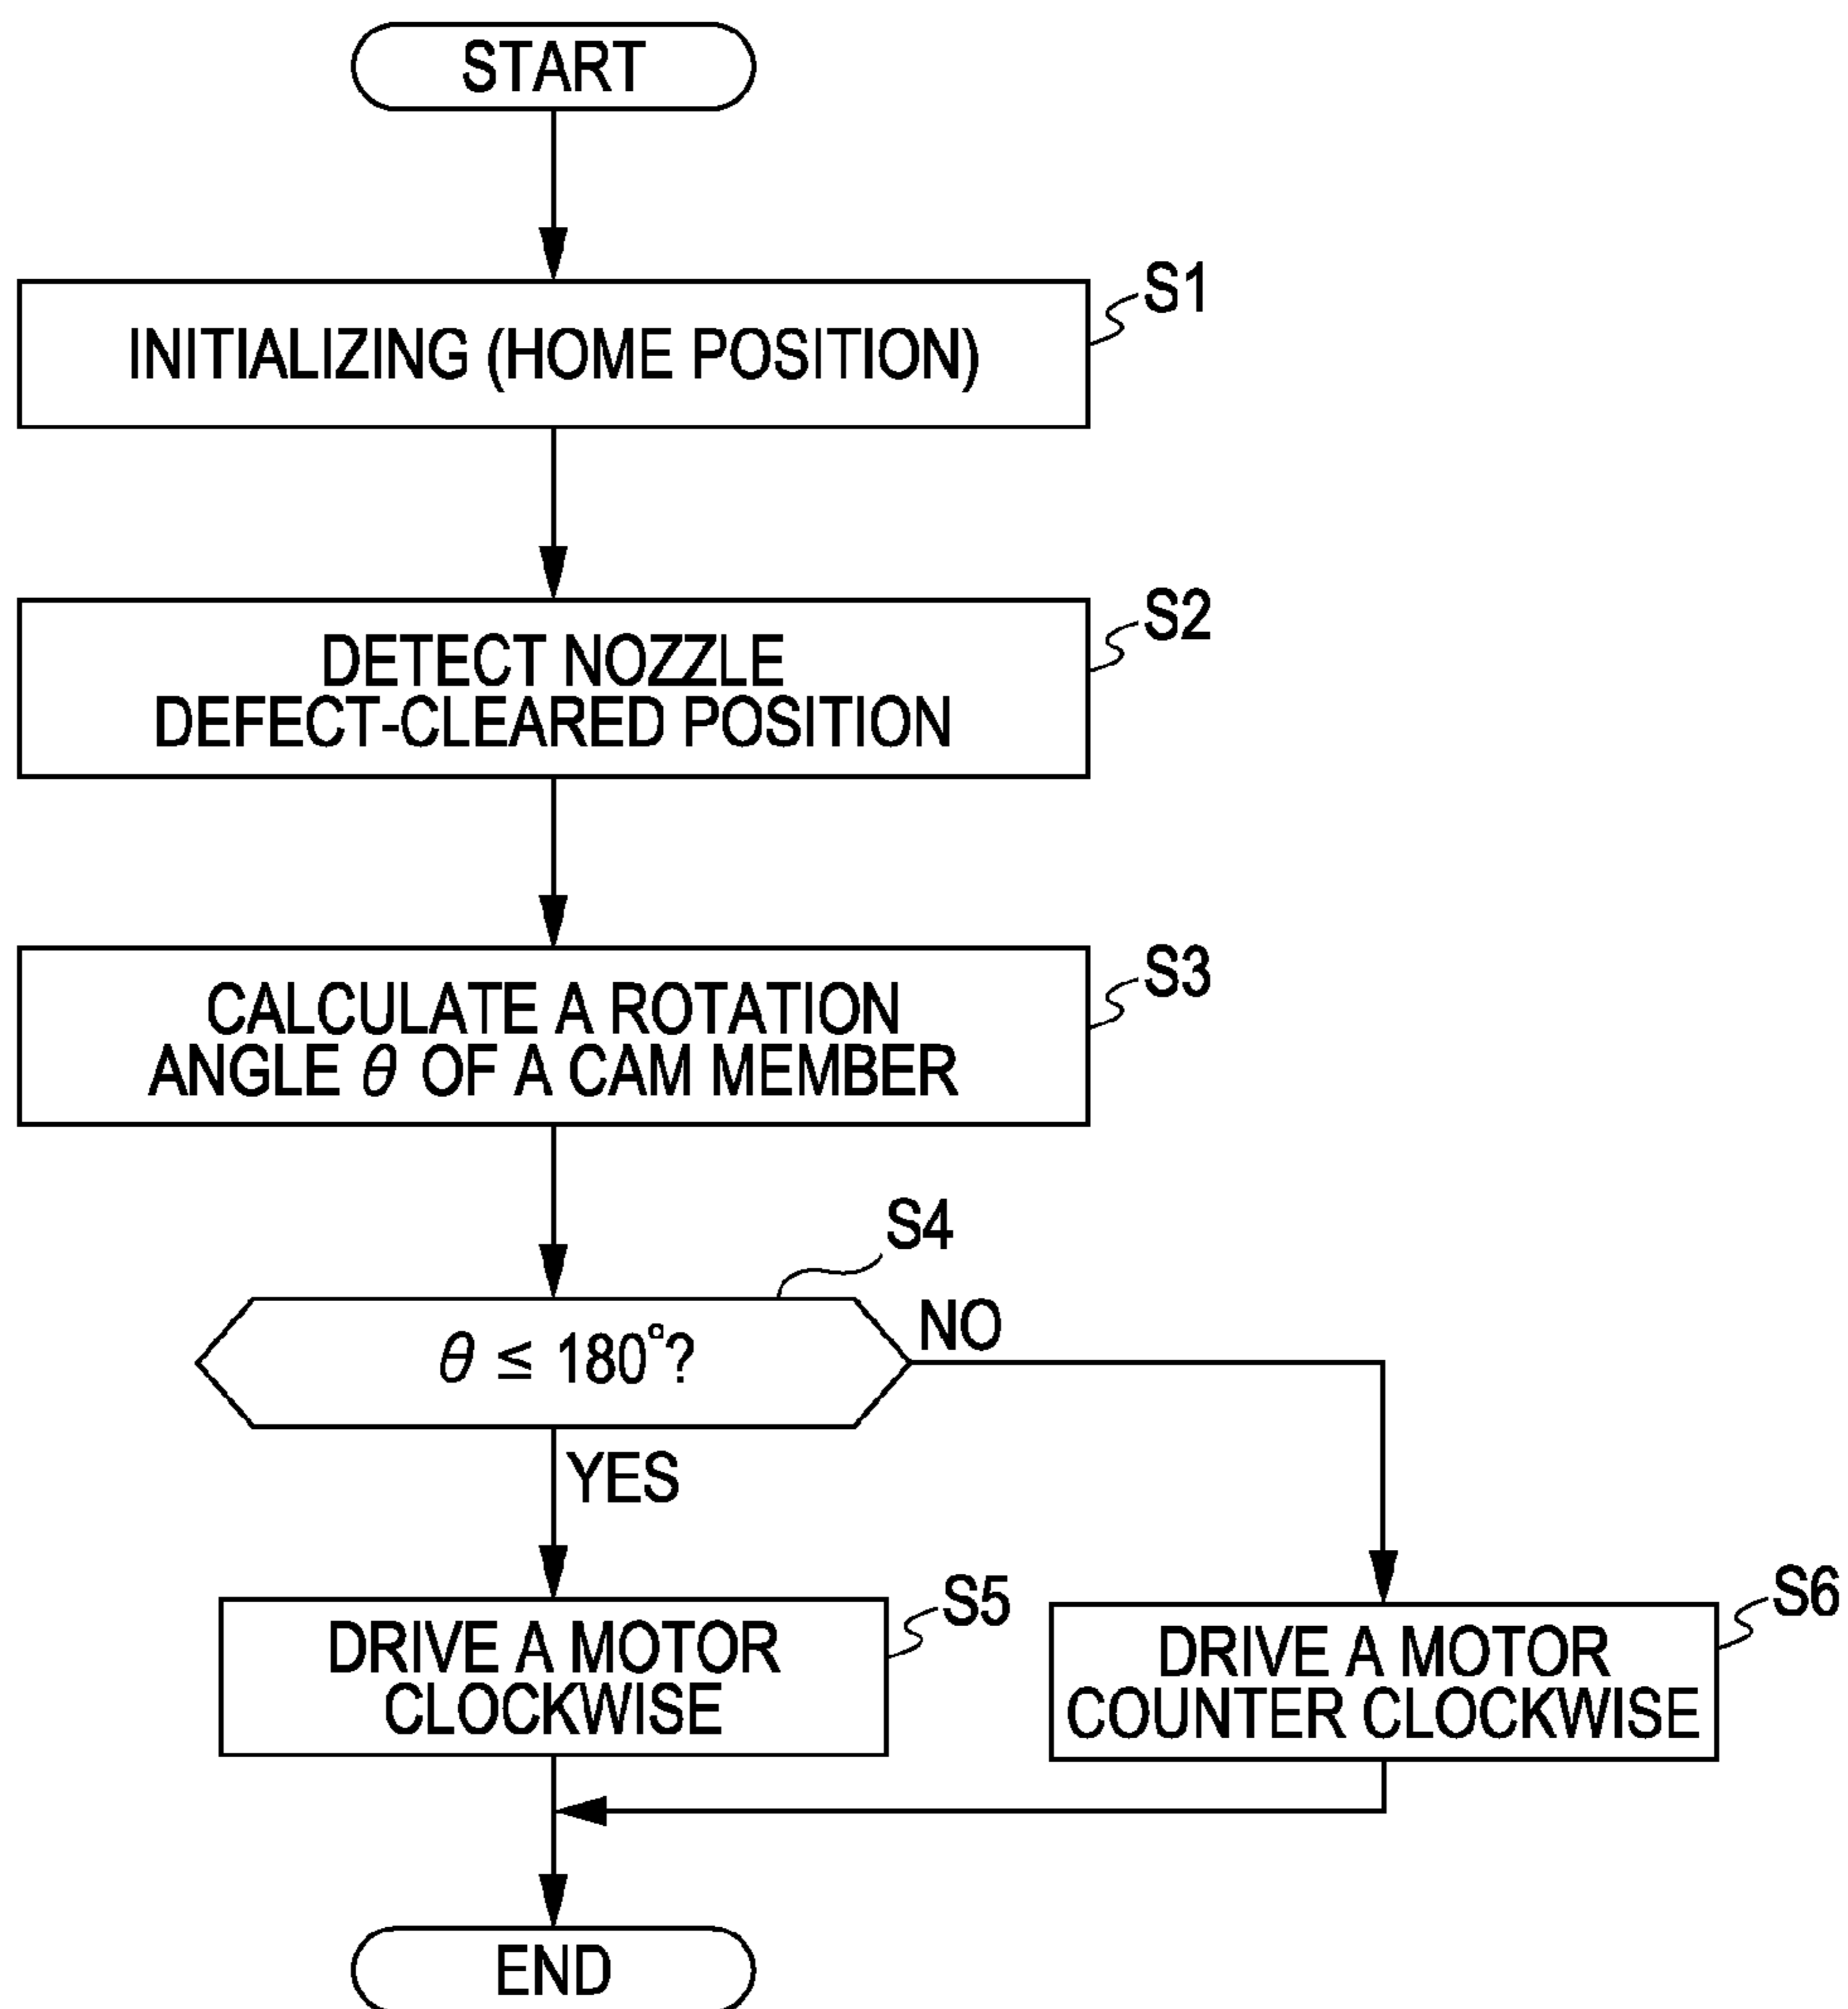 START
S1
INITIALIZING (HOME POSITION)
S2
DETECT NOZZLE
DEFECT-CLEARED POSITION
S3
CALCULATE A ROTATION
ANGLE θ OF A CAM MEMBER
S4
θ ≤ 180°?
NO
YES
S5
DRIVE A MOTOR
CLOCKWISE
S6
DRIVE A MOTOR
COUNTER CLOCKWISE
END